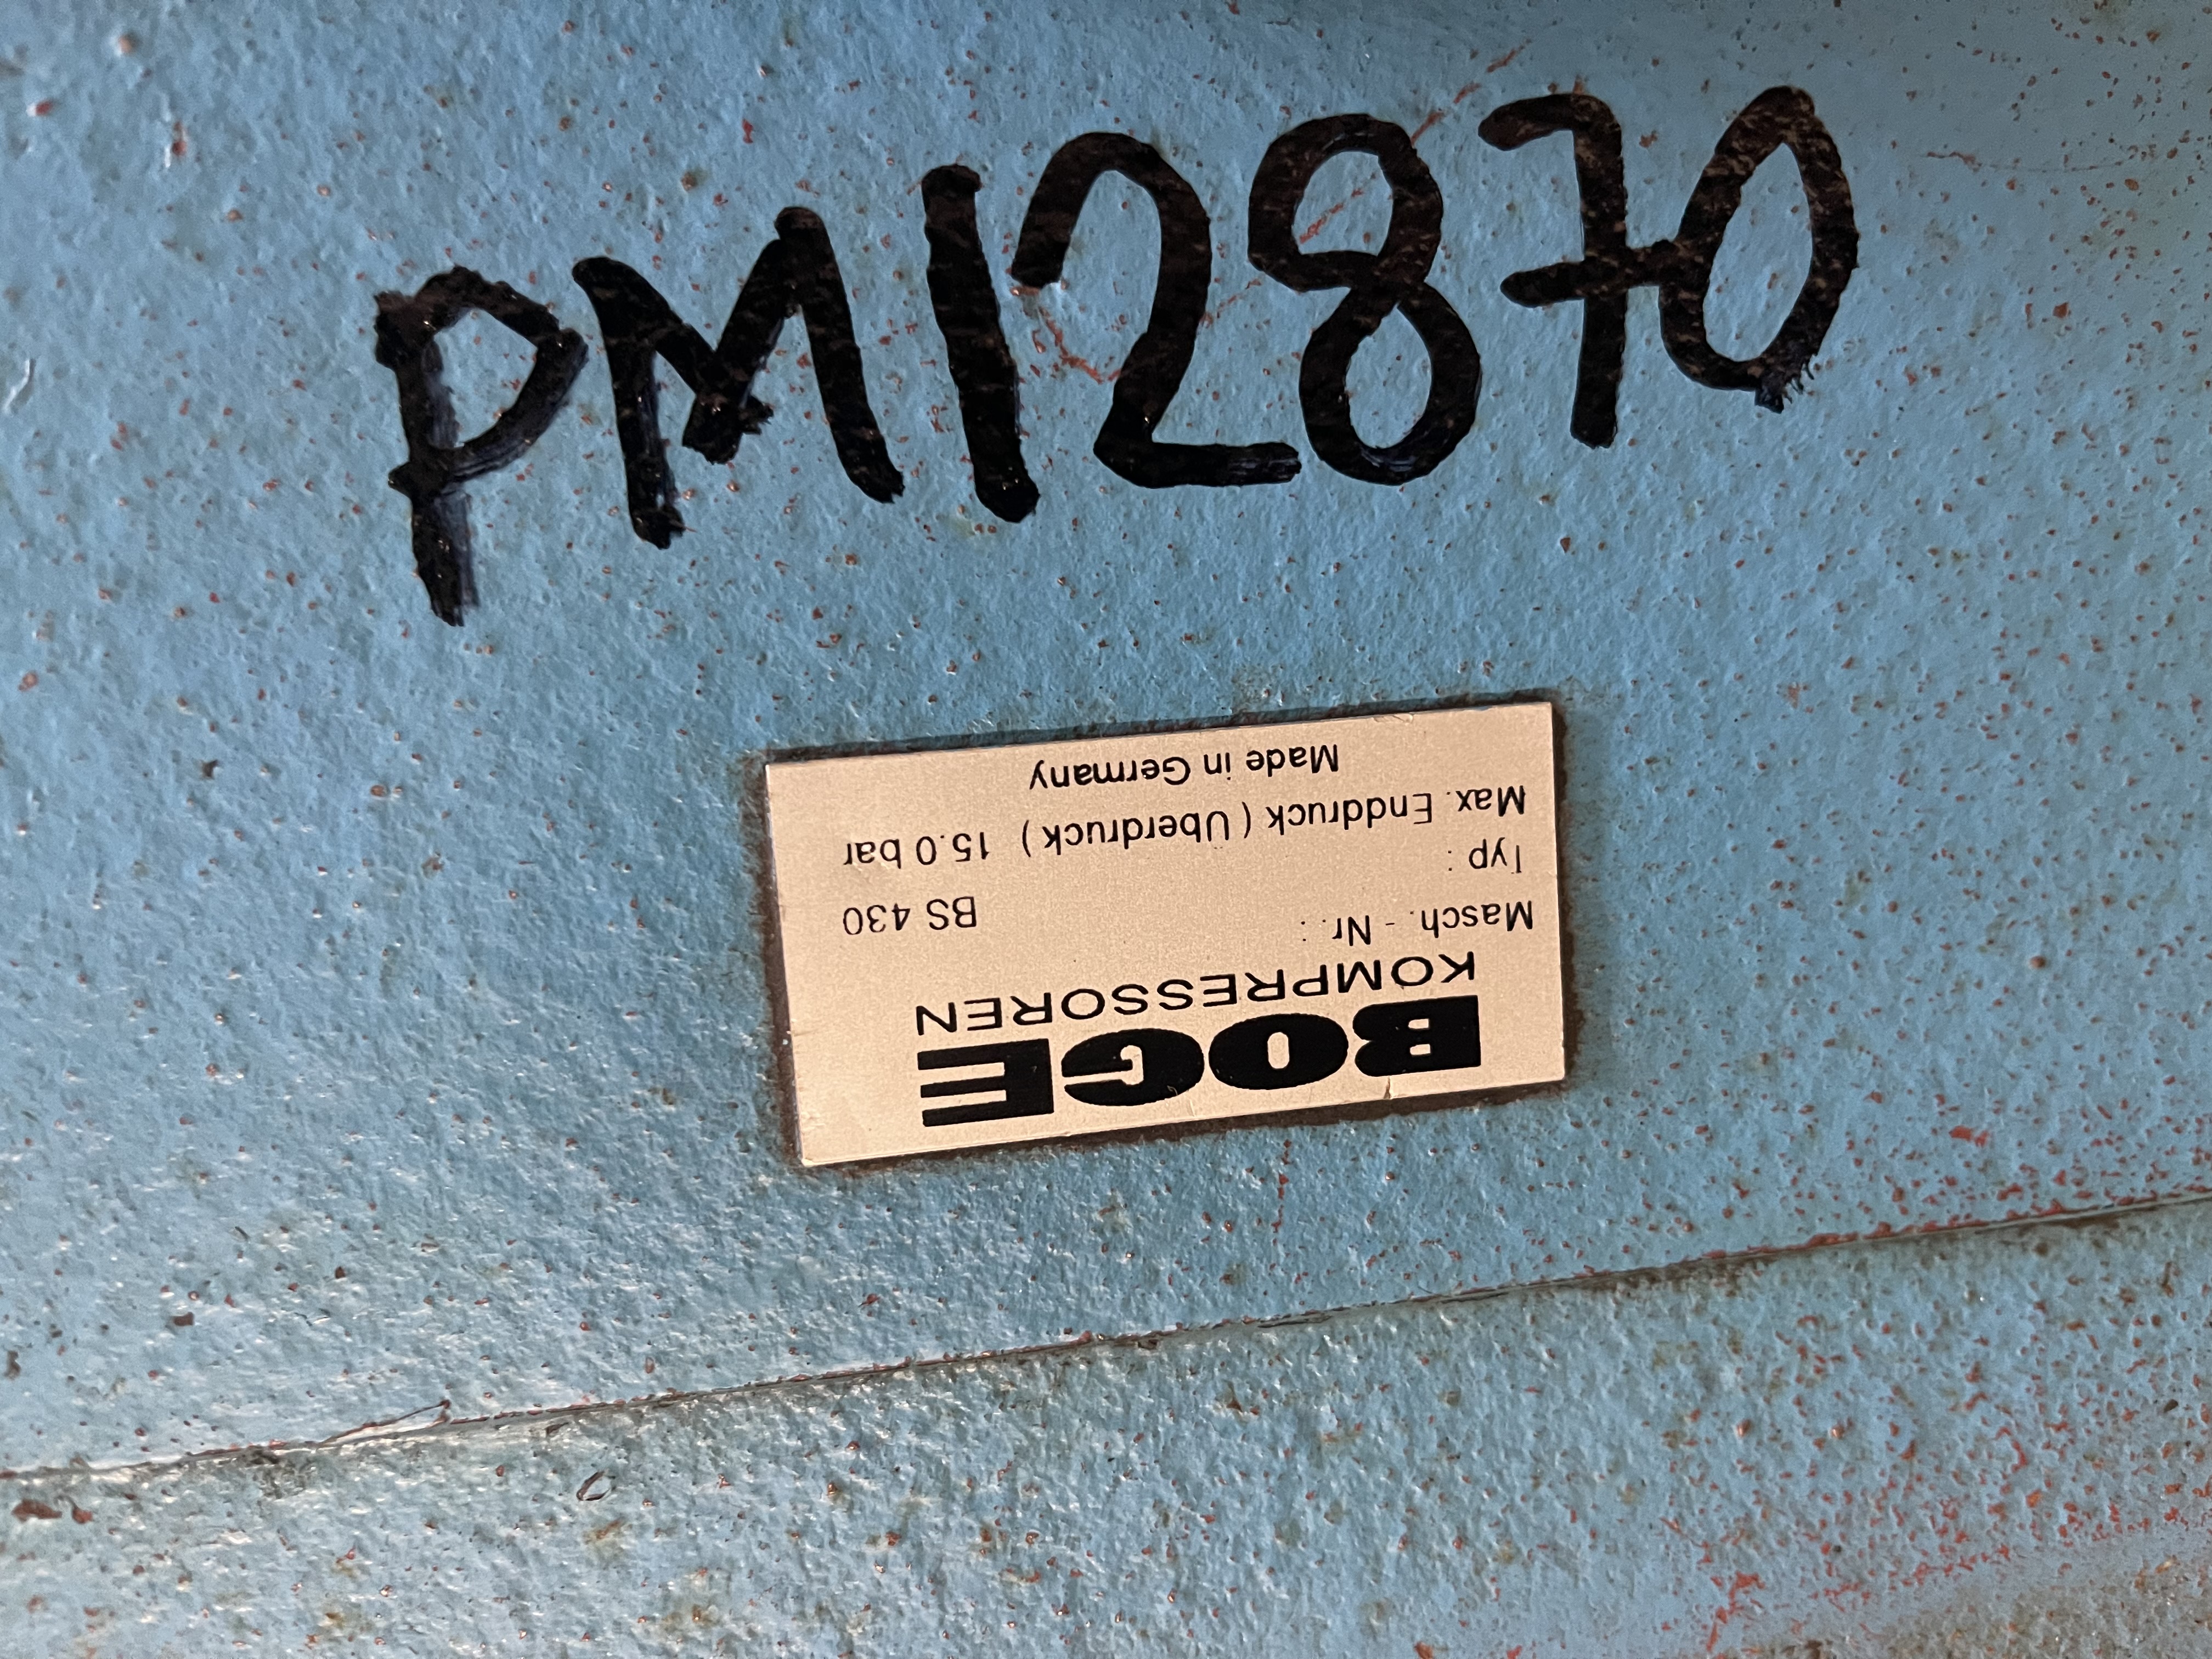 PM12870
BOGE
KOMPRESSOREN
Masch. - Nr. :
Typ : BS 430
Max. Enddruck ( Überdruck ) 15.0 bar
Made in Germany